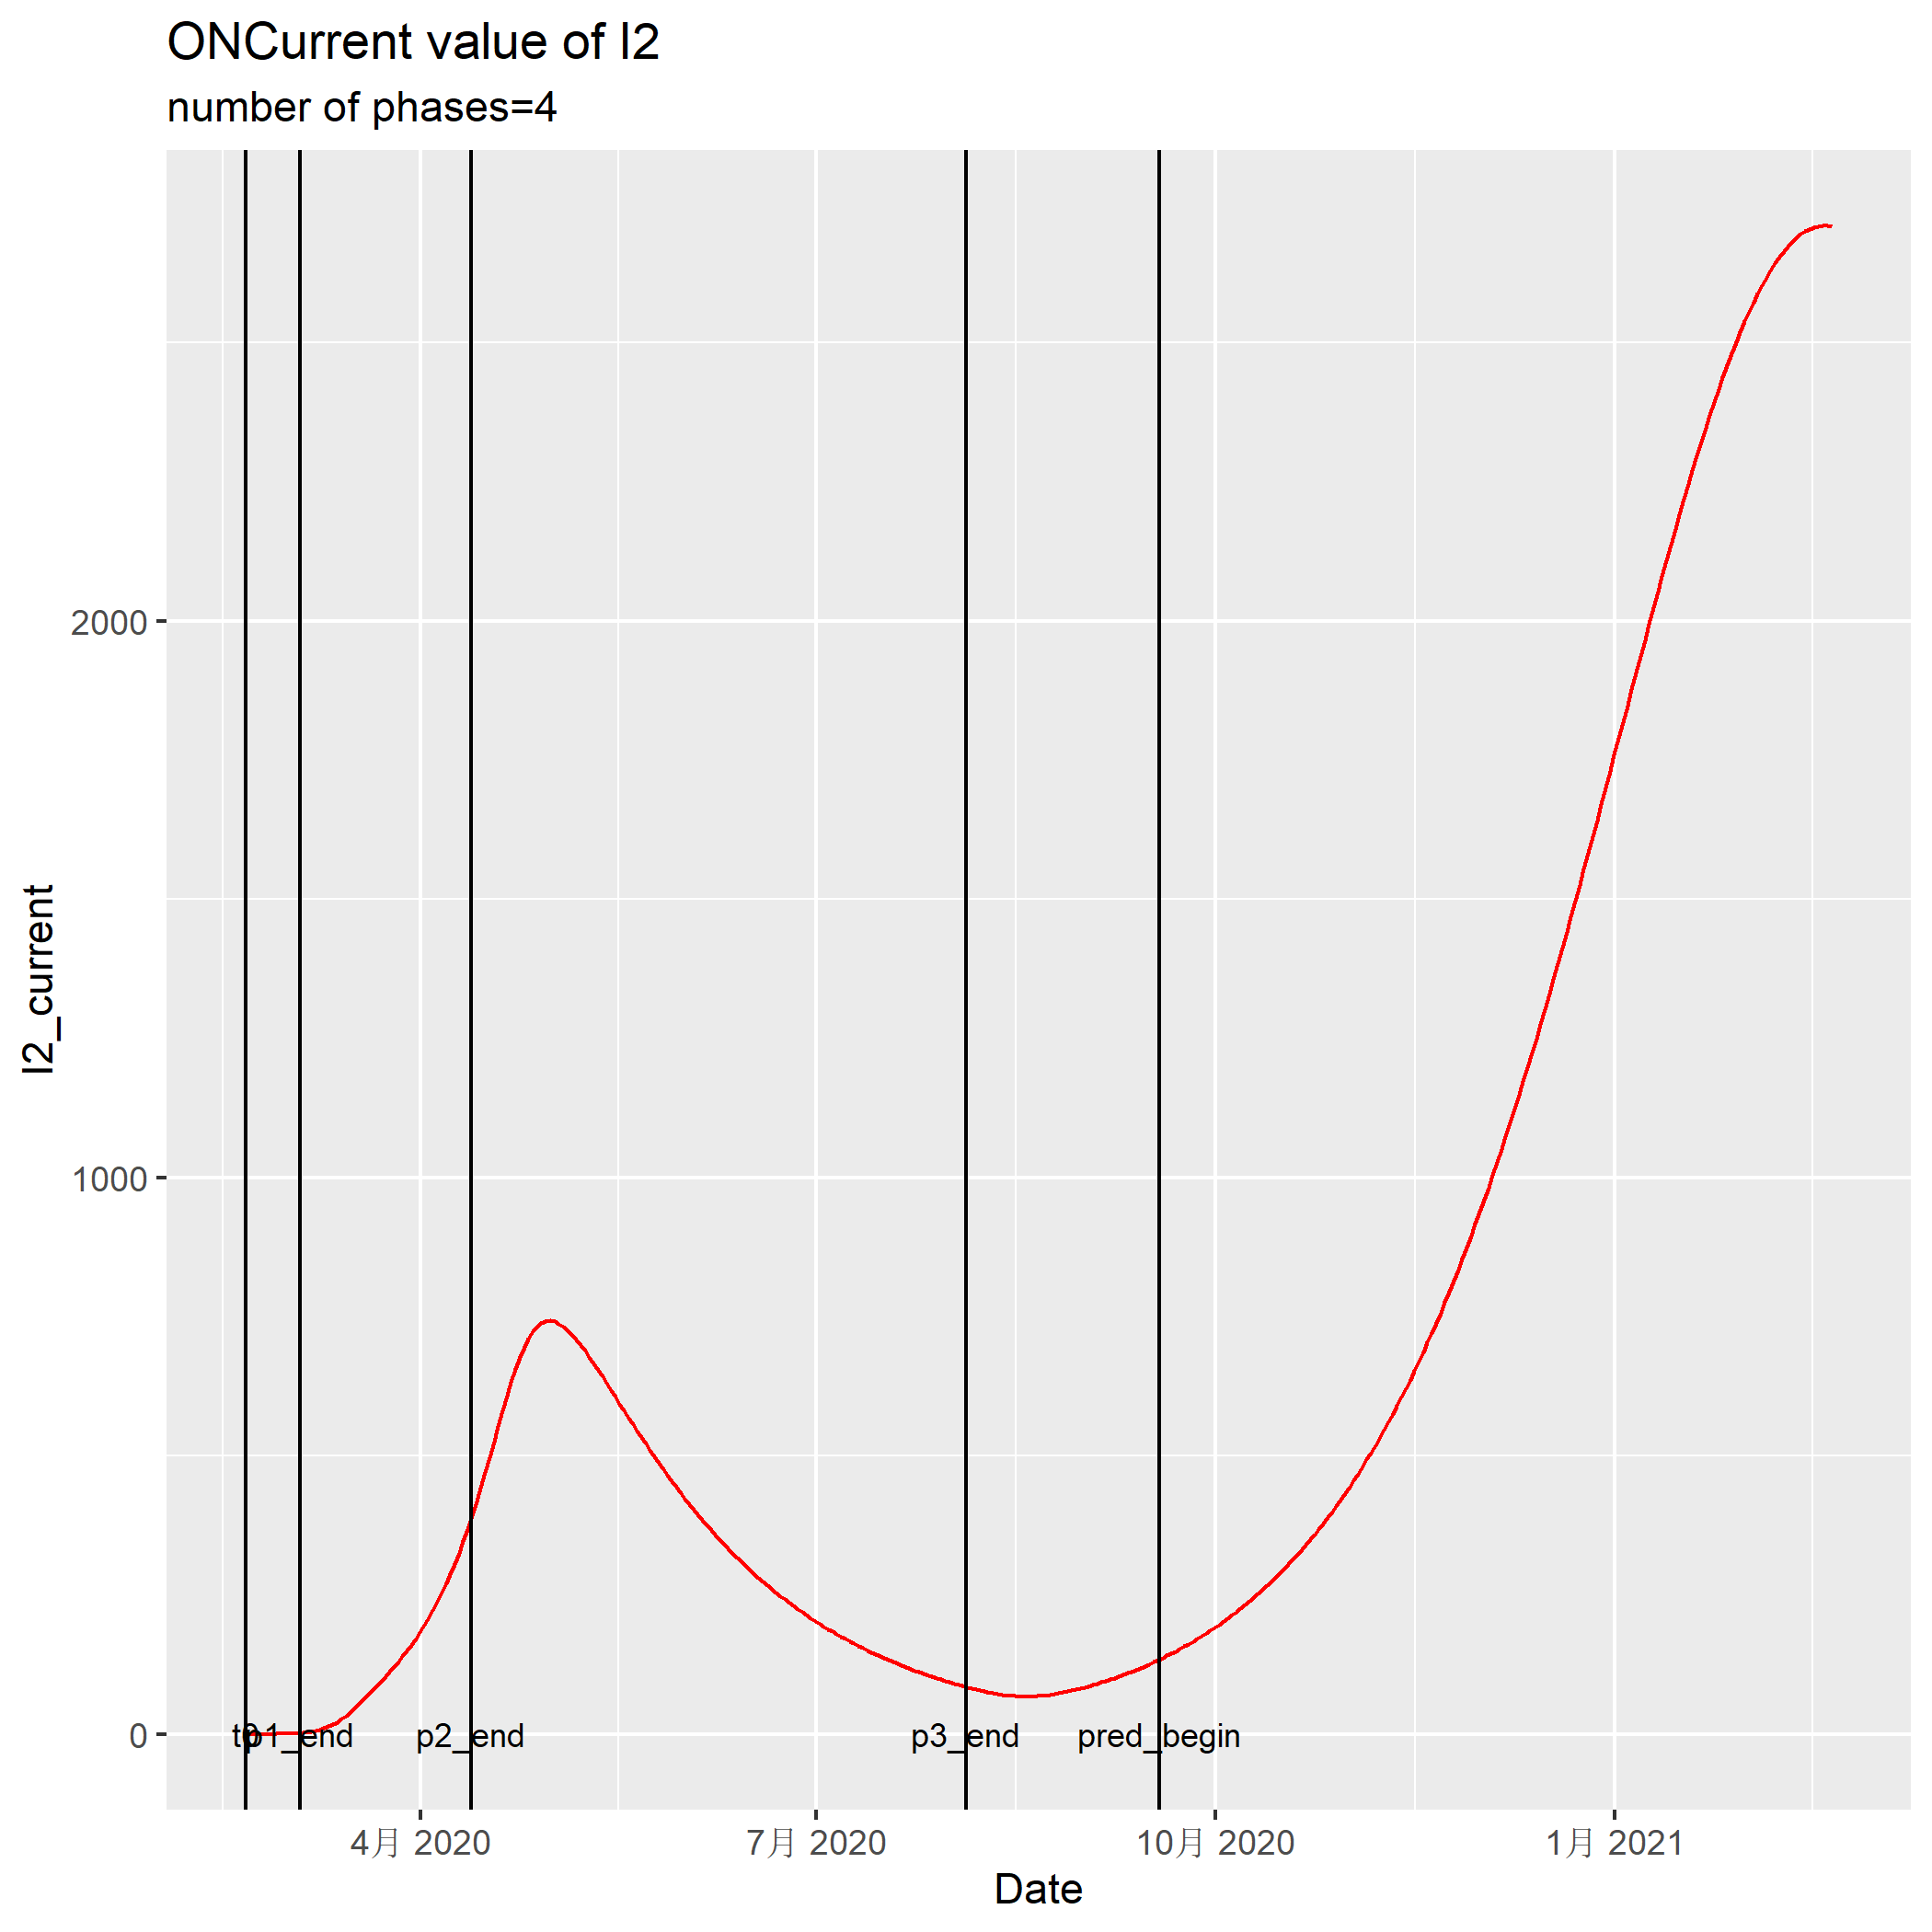 ONCurrent value of I2
number of phases=4
I2_current
2000
1000
0
t0 p1_end p2_end p3_end pred_begin
4月 2020 7月 2020 10月 2020 1月 2021
Date